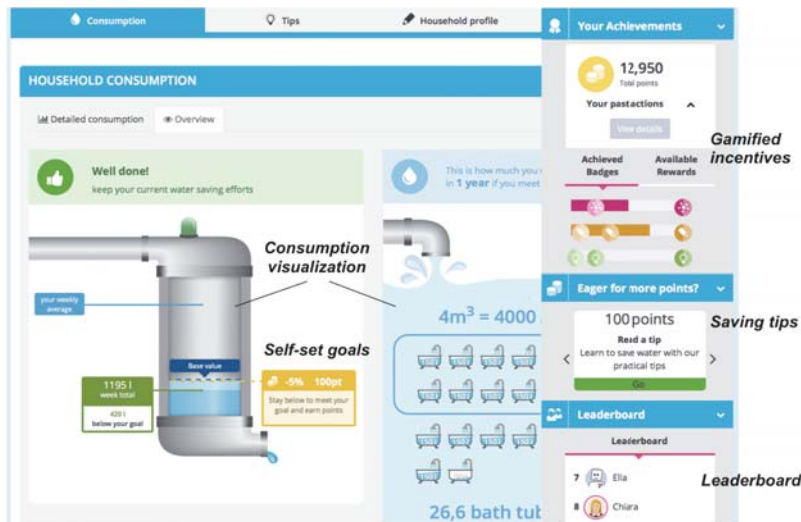 Consumption
Tips
Household profile
HOUSEHOLD CONSUMPTION
Detailed consumption
Overview
Well done!
keep your current water saving efforts
This is how much you
in 1 year if you meet
Consumption
visualization
your weekly
average
4m³ = 4000
Self-set goals
Base value
1195 l
week total
420 l
below your goal
-5% 100pt
Stay below to meet your
goal and earn points
26,6 bath tub
Your Achievements
12,950
Total points
Your past actions
View details
Gamified
incentives
Achieved
Badges
Available
Rewards
Eager for more points?
100 points
Read a tip
Learn to save water with our
practical tips
Go
Saving tips
Leaderboard
Leaderboard
7 Ella
8 Chiara
Leaderboard